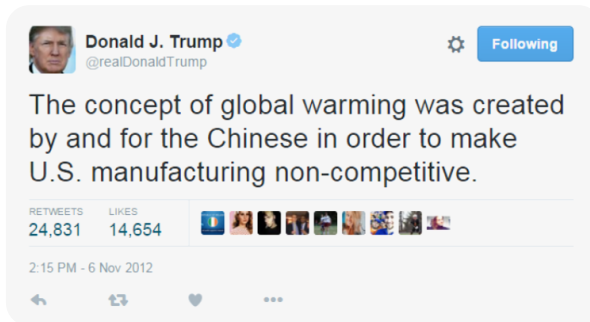 Donald J. Trump
@realDonaldTrump
Following
The concept of global warming was created
by and for the Chinese in order to make
U.S. manufacturing non-competitive.
RETWEETS LIKES
24,831 14,654
2:15 PM - 6 Nov 2012